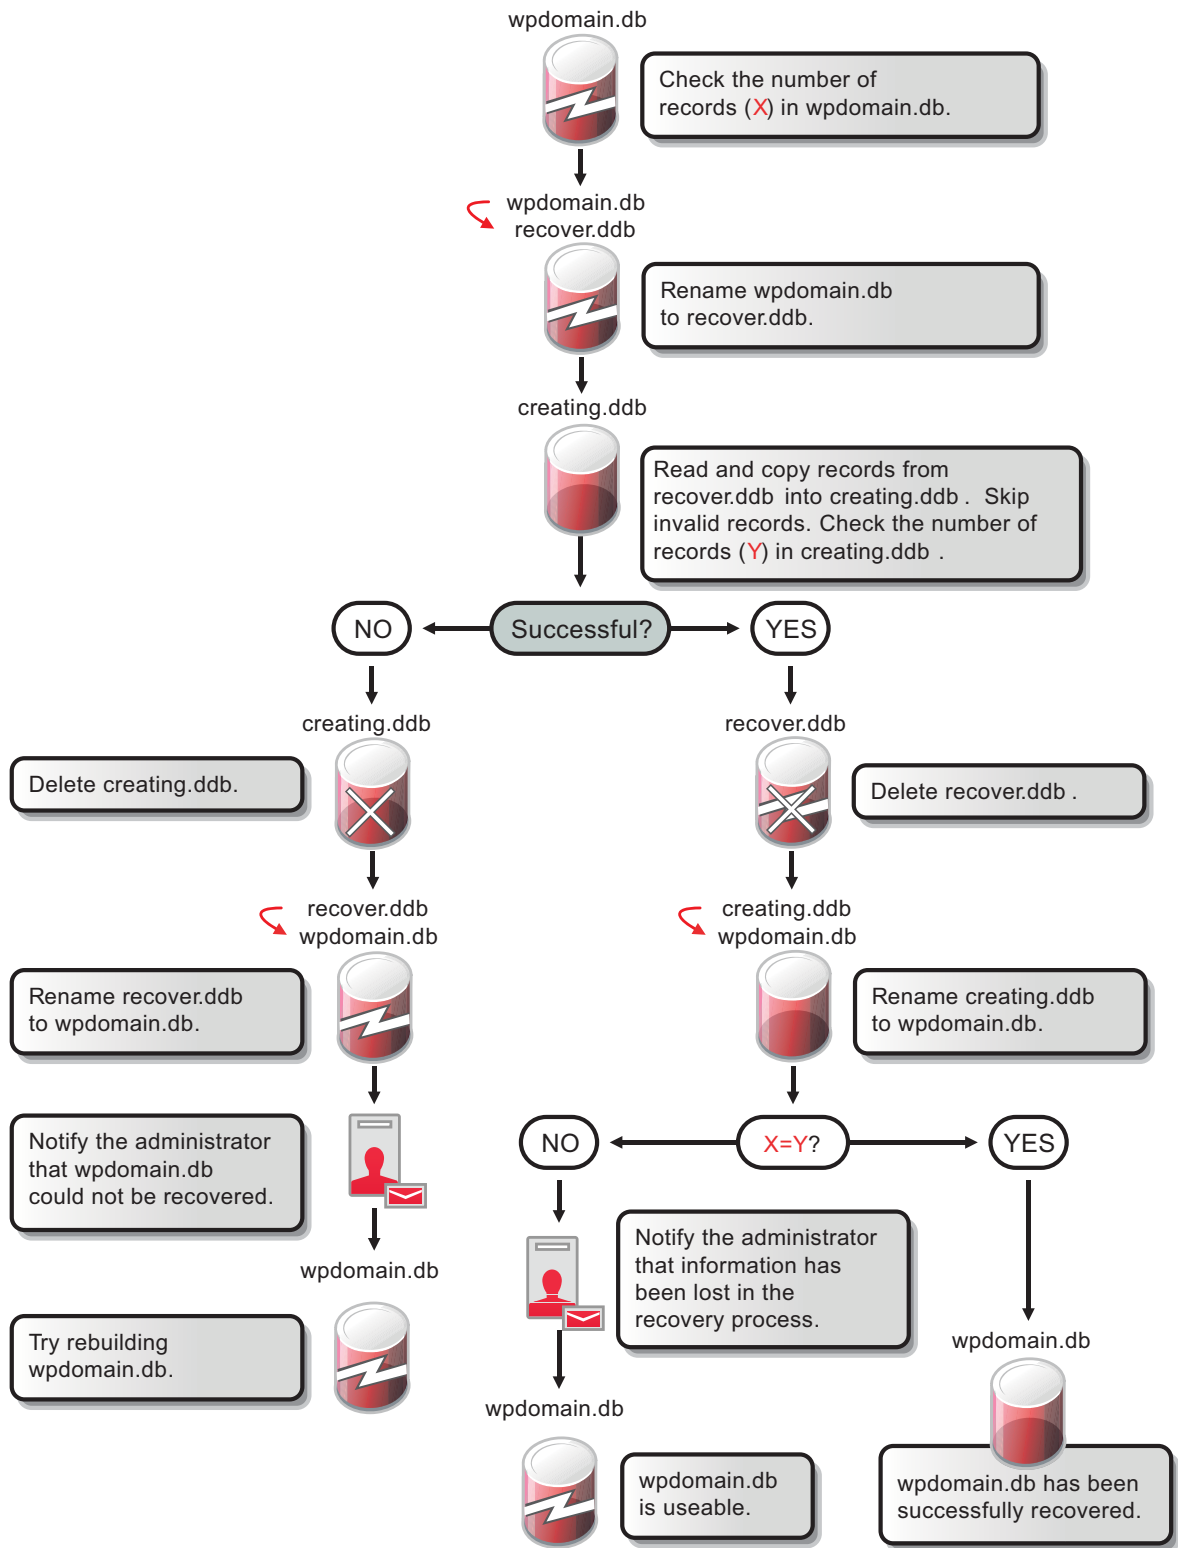 wpdomain.db
Check the number of
records (X) in wpdomain.db.
wpdomain.db
recover.ddb
Rename wpdomain.db
to recover.ddb.
creating.ddb
Read and copy records from
recover.ddb into creating.ddb . Skip
invalid records. Check the number of
records (Y) in creating.ddb .
NO
Successful?
YES
creating.ddb
Delete creating.ddb.
recover.ddb
wpdomain.db
Rename recover.ddb
to wpdomain.db.
Notify the administrator
that wpdomain.db
could not be recovered.
wpdomain.db
Try rebuilding
wpdomain.db.
recover.ddb
Delete recover.ddb .
creating.ddb
wpdomain.db
Rename creating.ddb
to wpdomain.db.
NO
X=Y?
YES
Notify the administrator
that information has
been lost in the
recovery process.
wpdomain.db
wpdomain.db
is useable.
wpdomain.db
wpdomain.db has been
successfully recovered.